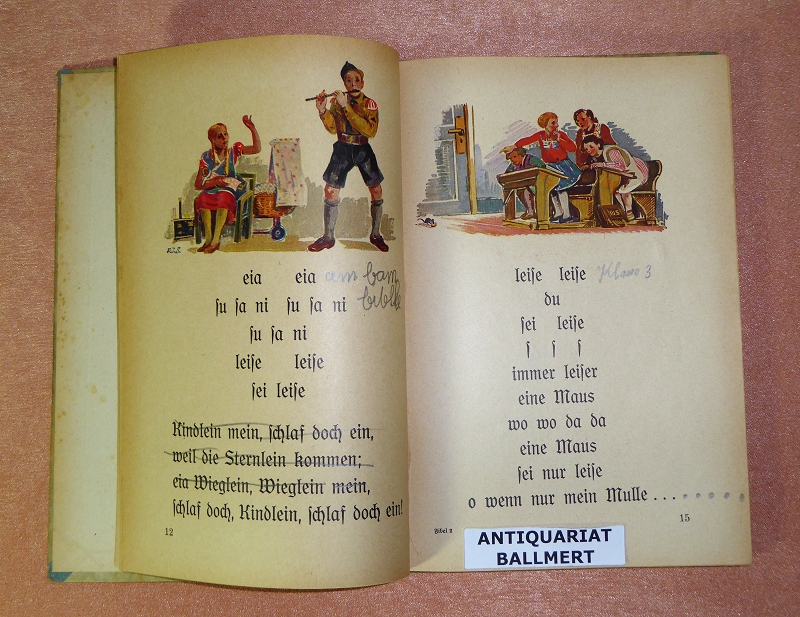 eia eia am bam
ſu ſa ni ſu ſa ni bibllk
ſu ſa ni
leiſe leiſe
ſei leiſe
Kindlein mein, ſchlaf doch ein,
weil die Sternlein kommen;
eia Wieglein, Wieglein mein,
ſchlaf doch, Kindlein, ſchlaf doch ein!
12
leiſe leiſe
du
ſei leiſe
ſ ſ ſ
immer leiſer
eine Maus
wo wo da da
eine Maus
ſei nur leiſe
o wenn nur mein Mulle . . .
Fibel 2
15
ANTIQUARIAT
BALLMERT